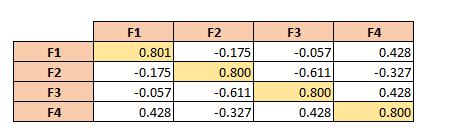 F1 F2 F3 F4
F1 0.801 -0.175 -0.057 0.428
F2 -0.175 0.800 -0.611 -0.327
F3 -0.057 -0.611 0.800 0.428
F4 0.428 -0.327 0.428 0.800